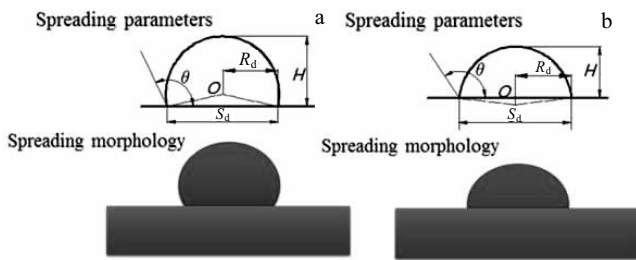 Spreading parameters a
θ
R_d
H
O
S_d
Spreading morphology
Spreading parameters b
θ
R_d
H
O
S_d
Spreading morphology